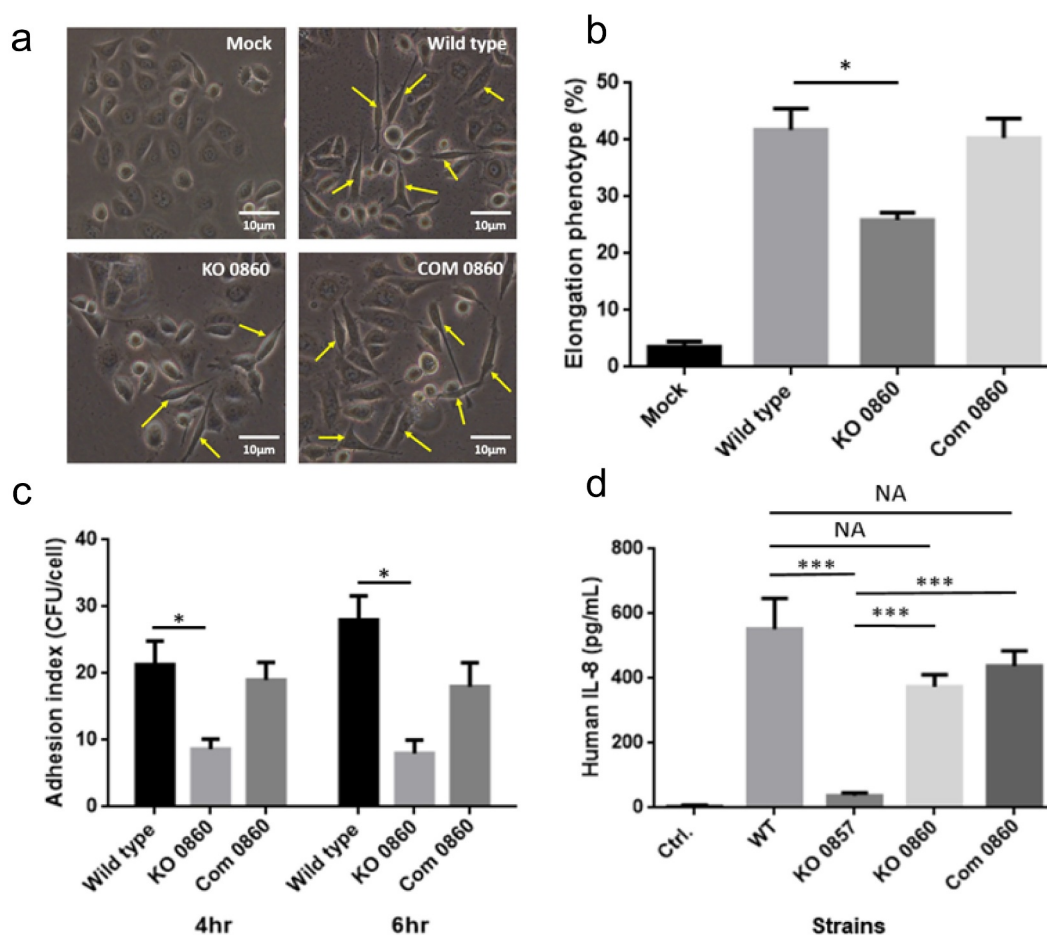 a
Mock
10µm
Wild type
10µm
KO 0860
10µm
COM 0860
10µm
b
Elongation phenotype (%)
50
40
30
20
10
0
*
Mock
Wild type
KO 0860
Com 0860
c
Adhesion index (CFU/cell)
40
30
20
10
0
*
*
Wild type
KO 0860
Com 0860
Wild type
KO 0860
Com 0860
4hr
6hr
d
Human IL-8 (pg/mL)
800
600
400
200
0
NA
NA
***
***
***
Ctrl.
WT
KO 0857
KO 0860
Com 0860
Strains